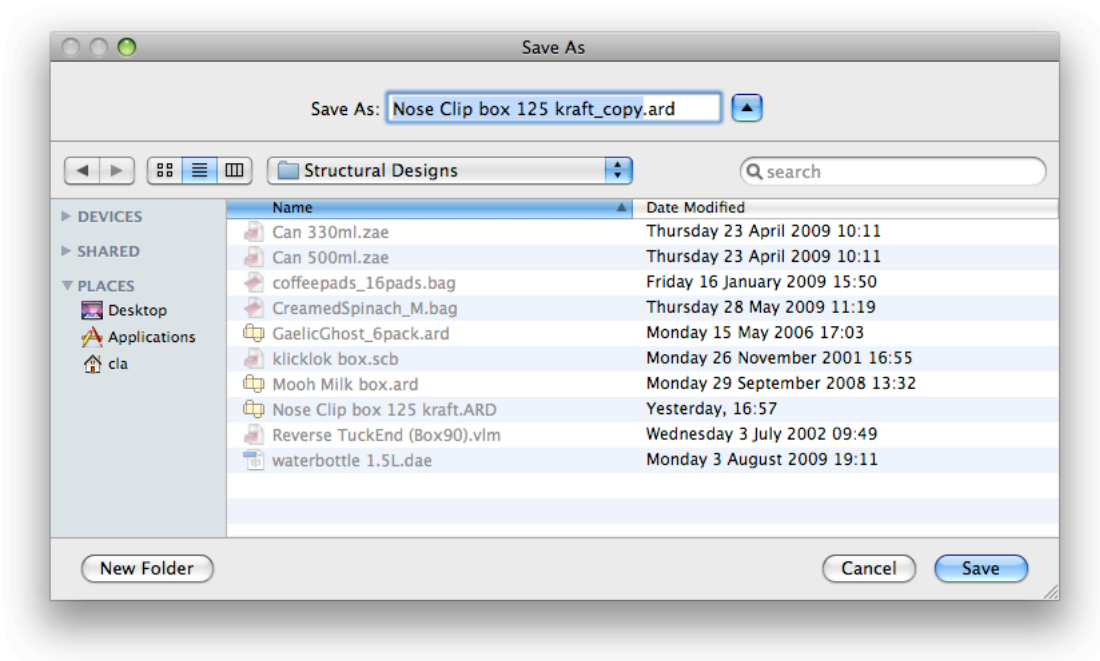 Save As
Save As: Nose Clip box 125 kraft_copy.ard
Structural Designs
search
DEVICES
SHARED
PLACES
Desktop
Applications
cla
Name Date Modified
Can 330ml.zae Thursday 23 April 2009 10:11
Can 500ml.zae Thursday 23 April 2009 10:11
coffeepads_16pads.bag Friday 16 January 2009 15:50
CreamedSpinach_M.bag Thursday 28 May 2009 11:19
GaelicGhost_6pack.ard Monday 15 May 2006 17:03
klicklok box.scb Monday 26 November 2001 16:55
Mooh Milk box.ard Monday 29 September 2008 13:32
Nose Clip box 125 kraft.ARD Yesterday, 16:57
Reverse TuckEnd (Box90).vlm Wednesday 3 July 2002 09:49
waterbottle 1.5L.dae Monday 3 August 2009 19:11
New Folder Cancel Save